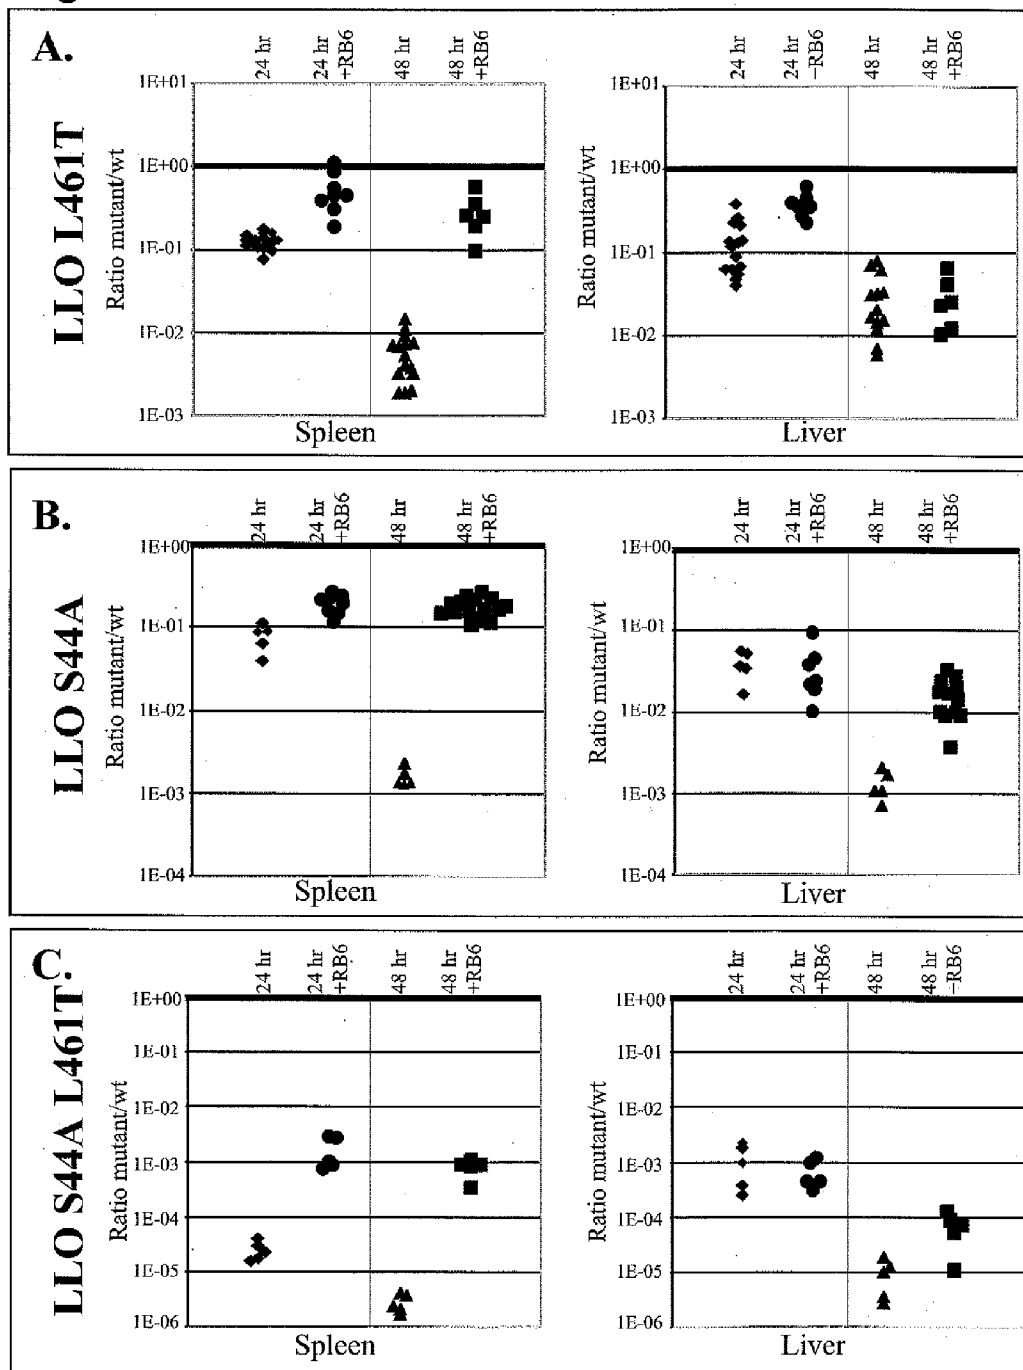 A.
LLO L461T
24 hr
24 hr
+RB6
48 hr
48 hr
+RB6
Ratio mutant/wt
1E+01
1E+00
1E-01
1E-02
1E-03
Spleen
24 hr
24 hr
−RB6
48 hr
48 hr
+RB6
Ratio mutant/wt
1E+01
1E+00
1E-01
1E-02
1E-03
Liver
B.
LLO S44A
24 hr
24 hr
+RB6
48 hr
48 hr
+RB6
Ratio mutant/wt
1E+00
1E-01
1E-02
1E-03
1E-04
Spleen
24 hr
24 hr
+RB6
48 hr
48 hr
+RB6
Ratio mutant/wt
1E+00
1E-01
1E-02
1E-03
1E-04
Liver
C.
LLO S44A L461T
24 hr
24 hr
+RB6
48 hr
48 hr
+RB6
Ratio mutant/wt
1E+00
1E-01
1E-02
1E-03
1E-04
1E-05
1E-06
Spleen
24 hr
24 hr
+RB6
48 hr
48 hr
+RB6
Ratio mutant/wt
1E+00
1E-01
1E-02
1E-03
1E-04
1E-05
1E-06
Liver